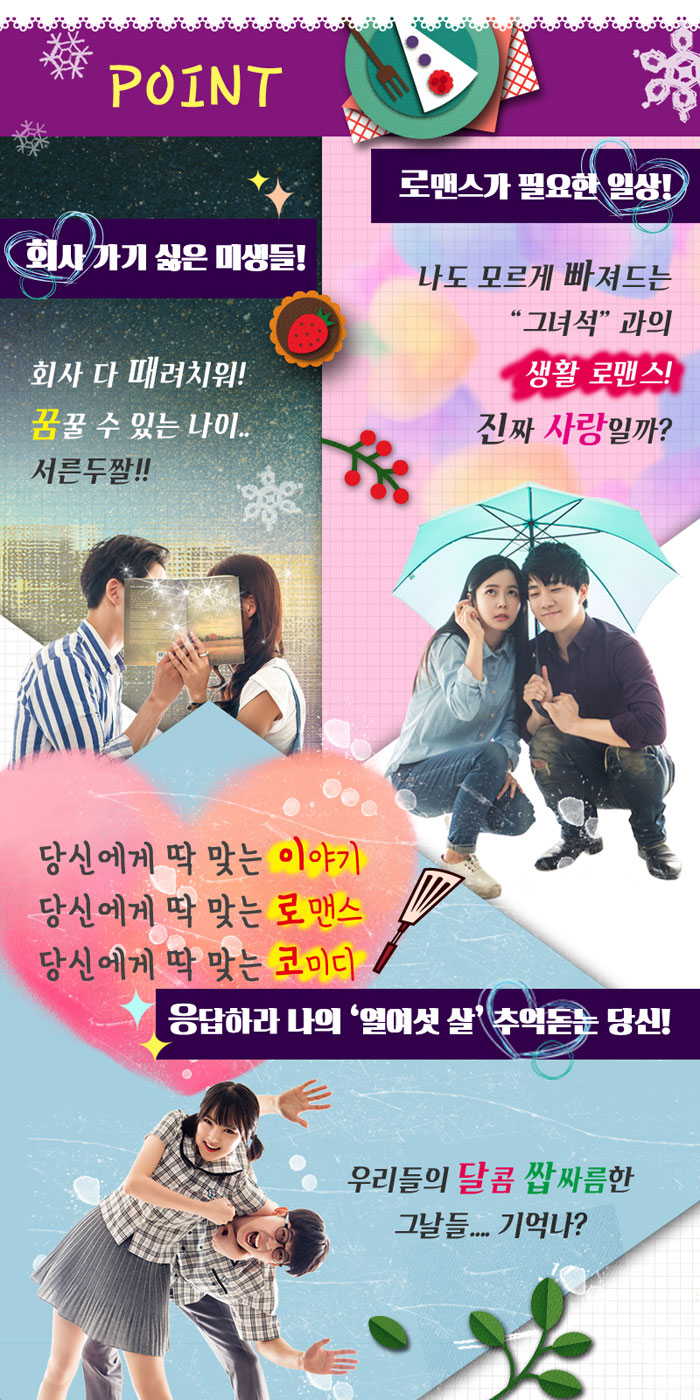 POINT
회사 가기 싫은 미생들!
회사 다 때려치워!
꿈꿀 수 있는 나이..
서른두짤!!
로맨스가 필요한 일상!
나도 모르게 빠져드는
“그녀석” 과의
생활 로맨스!
진짜 사랑일까?
당신에게 딱 맞는 이야기
당신에게 딱 맞는 로맨스
당신에게 딱 맞는 코미디
응답하라 나의 ‘열여섯 살’ 추억돋는 당신!
우리들의 달콤 쌉싸름한
그날들.... 기억나?